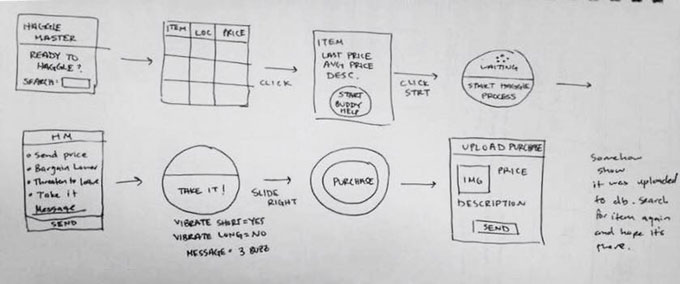 HAGGLE
MASTER
READY TO
HAGGLE?
SEARCH:
ITEM LOC PRICE
CLICK
ITEM
LAST PRICE
AVG PRICE
DESC.
START
BUDDY
HELP
CLICK
STRT
WAITING
START HAGGLE
PROCESS
HM
• Send price
• Bargain Lower
• Threaten to leave
• Take it
Message
SEND
TAKE IT!
VIBRATE SHORT=YES
VIBRATE LONG=NO
MESSAGE = 3 BUZZ
SLIDE
RIGHT
PURCHASE
UPLOAD PURCHASE
IMG
PRICE
DESCRIPTION
SEND
Somehow
show
it was uploaded
to db. search
for item again
and hope it's
there.